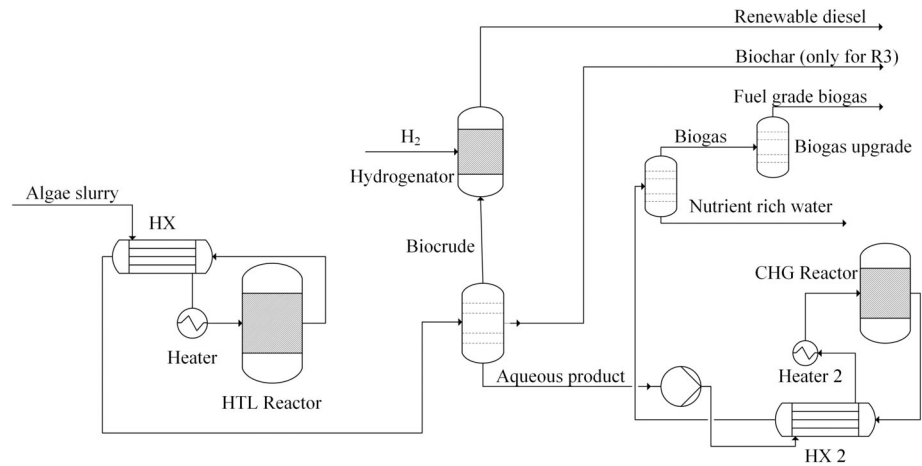 Renewable diesel
Biochar (only for R3)
Fuel grade biogas
H₂
Biogas
Biogas upgrade
Hydrogenator
Algae slurry
Nutrient rich water
HX
Biocrude
CHG Reactor
Heater
Aqueous product
Heater 2
HTL Reactor
HX 2